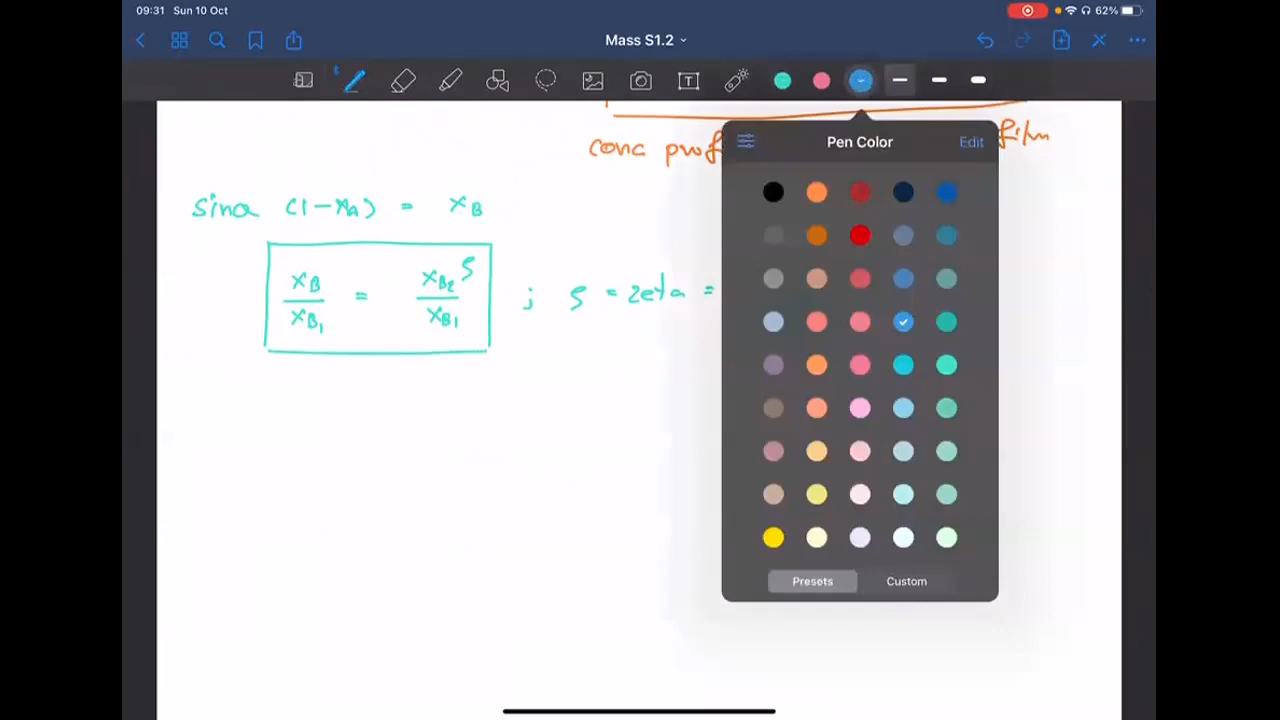 09:31 Sun 10 Oct
62%
Mass S1.2
T
Pen Color
Edit
conc prof
film
sina (1-xA) = xB
xB/xB1 = xB2/xB1 ζ ; ζ = zeta =
Presets Custom